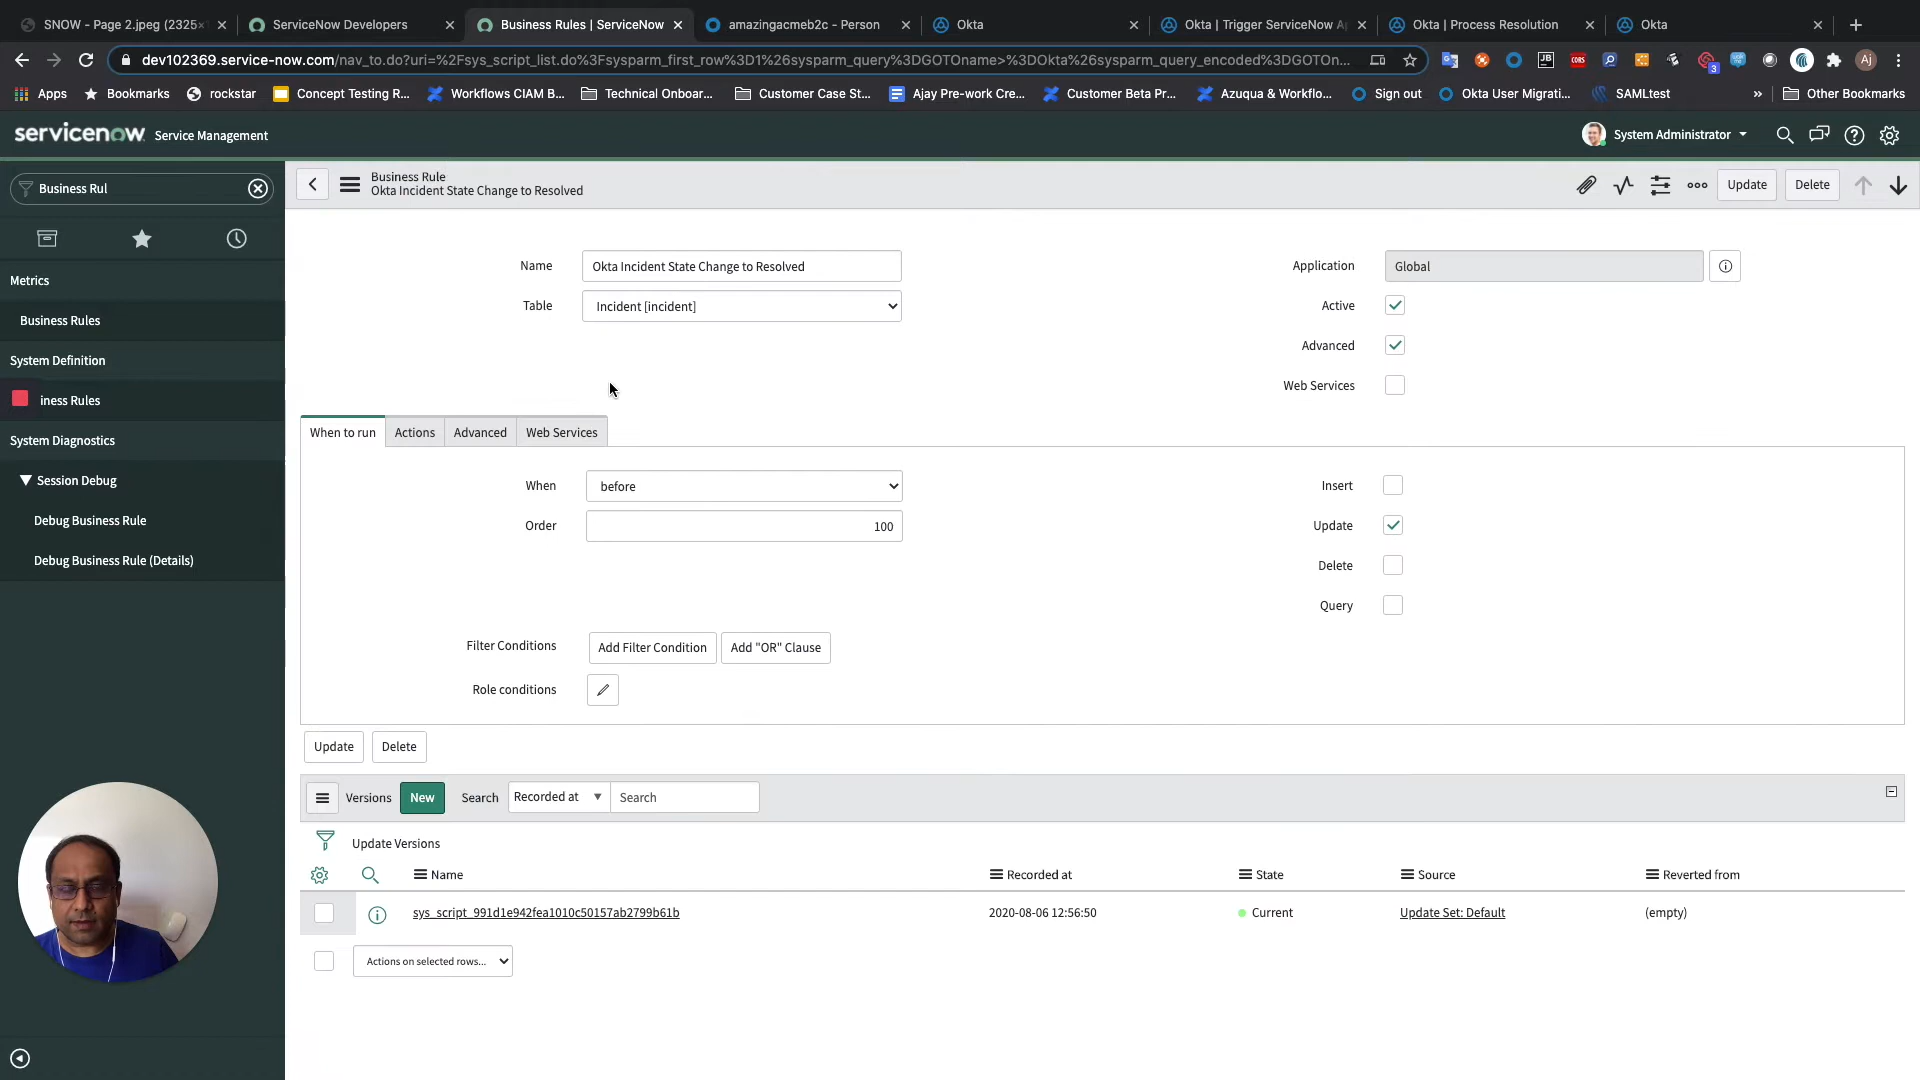 SNOW - Page 2.jpeg (2325×
ServiceNow Developers
Business Rules | ServiceNow
amazingacmeb2c - Person
Okta
Okta | Trigger ServiceNow A
Okta | Process Resolution
Okta
dev102369.service-now.com/nav_to.do?uri=%2Fsys_script_list.do%3Fsysparm_first_row%3D1%26sysparm_query%3DGOTOname>%3DOkta%26sysparm_query_encoded%3DGOTOn...
CORS
JB
3
Aj
Apps
Bookmarks
rockstar
Concept Testing R...
Workflows CIAM B...
Technical Onboar...
Customer Case St...
Ajay Pre-work Cre...
Customer Beta Pr...
Azuqua & Workflo...
Sign out
Okta User Migrati...
SAMLtest
»
Other Bookmarks
servicenow Service Management
System Administrator
Business Rul
Business Rule
Okta Incident State Change to Resolved
Update
Delete
Metrics
Business Rules
System Definition
iness Rules
System Diagnostics
Session Debug
Debug Business Rule
Debug Business Rule (Details)
Name
Okta Incident State Change to Resolved
Application
Global
Table
Incident [incident]
Active
Advanced
Web Services
When to run
Actions
Advanced
Web Services
When
before
Insert
Order
100
Update
Delete
Query
Filter Conditions
Add Filter Condition
Add "OR" Clause
Role conditions
Update
Delete
Versions
New
Search
Recorded at
Search
Update Versions
Name
Recorded at
State
Source
Reverted from
sys_script_991d1e942fea1010c50157ab2799b61b
2020-08-06 12:56:50
Current
Update Set: Default
(empty)
Actions on selected rows...